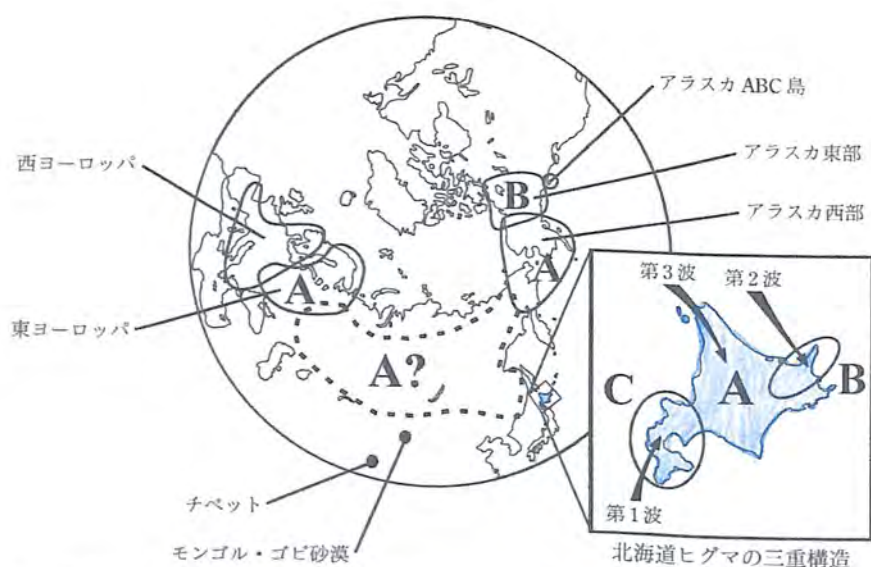 アラスカ ABC 島
西ヨーロッパ
アラスカ東部
B
アラスカ西部
A
第3波
第2波
A
東ヨーロッパ
A?
A
C
B
第1波
チベット
モンゴル・ゴビ砂漠
北海道ヒグマの三重構造